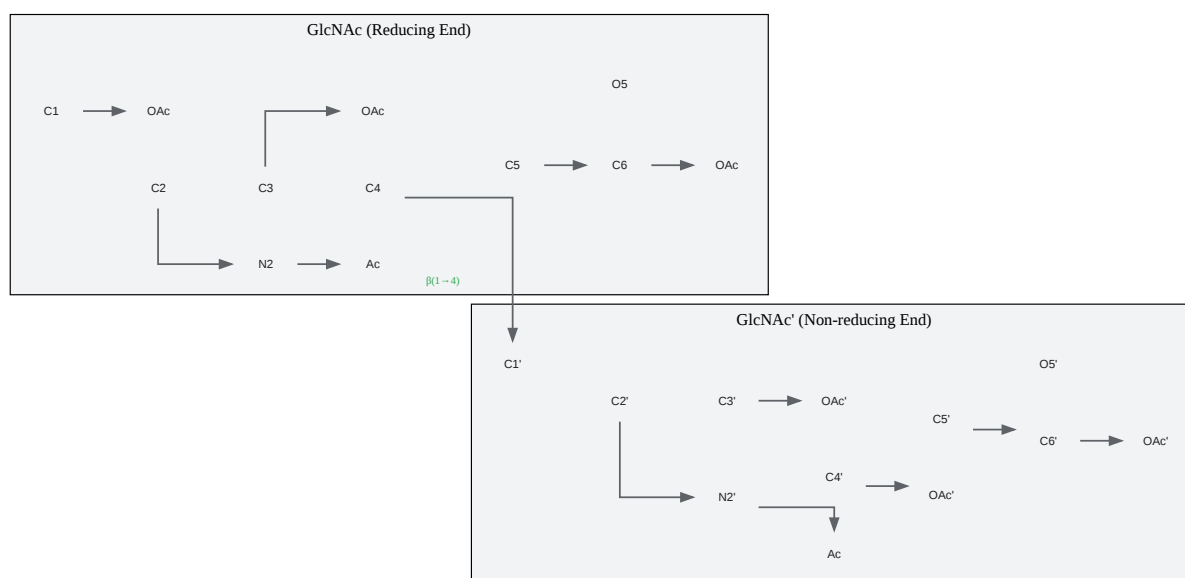 GlcNAc (Reducing End)
O5
C1 OAc OAc
C5 C6 OAc
C2 C3 C4
N2 Ac
β(1→4)
GlcNAc' (Non-reducing End)
C1' O5'
C2' C3' OAc'
C5'
C6' OAc'
C4'
N2' OAc'
Ac